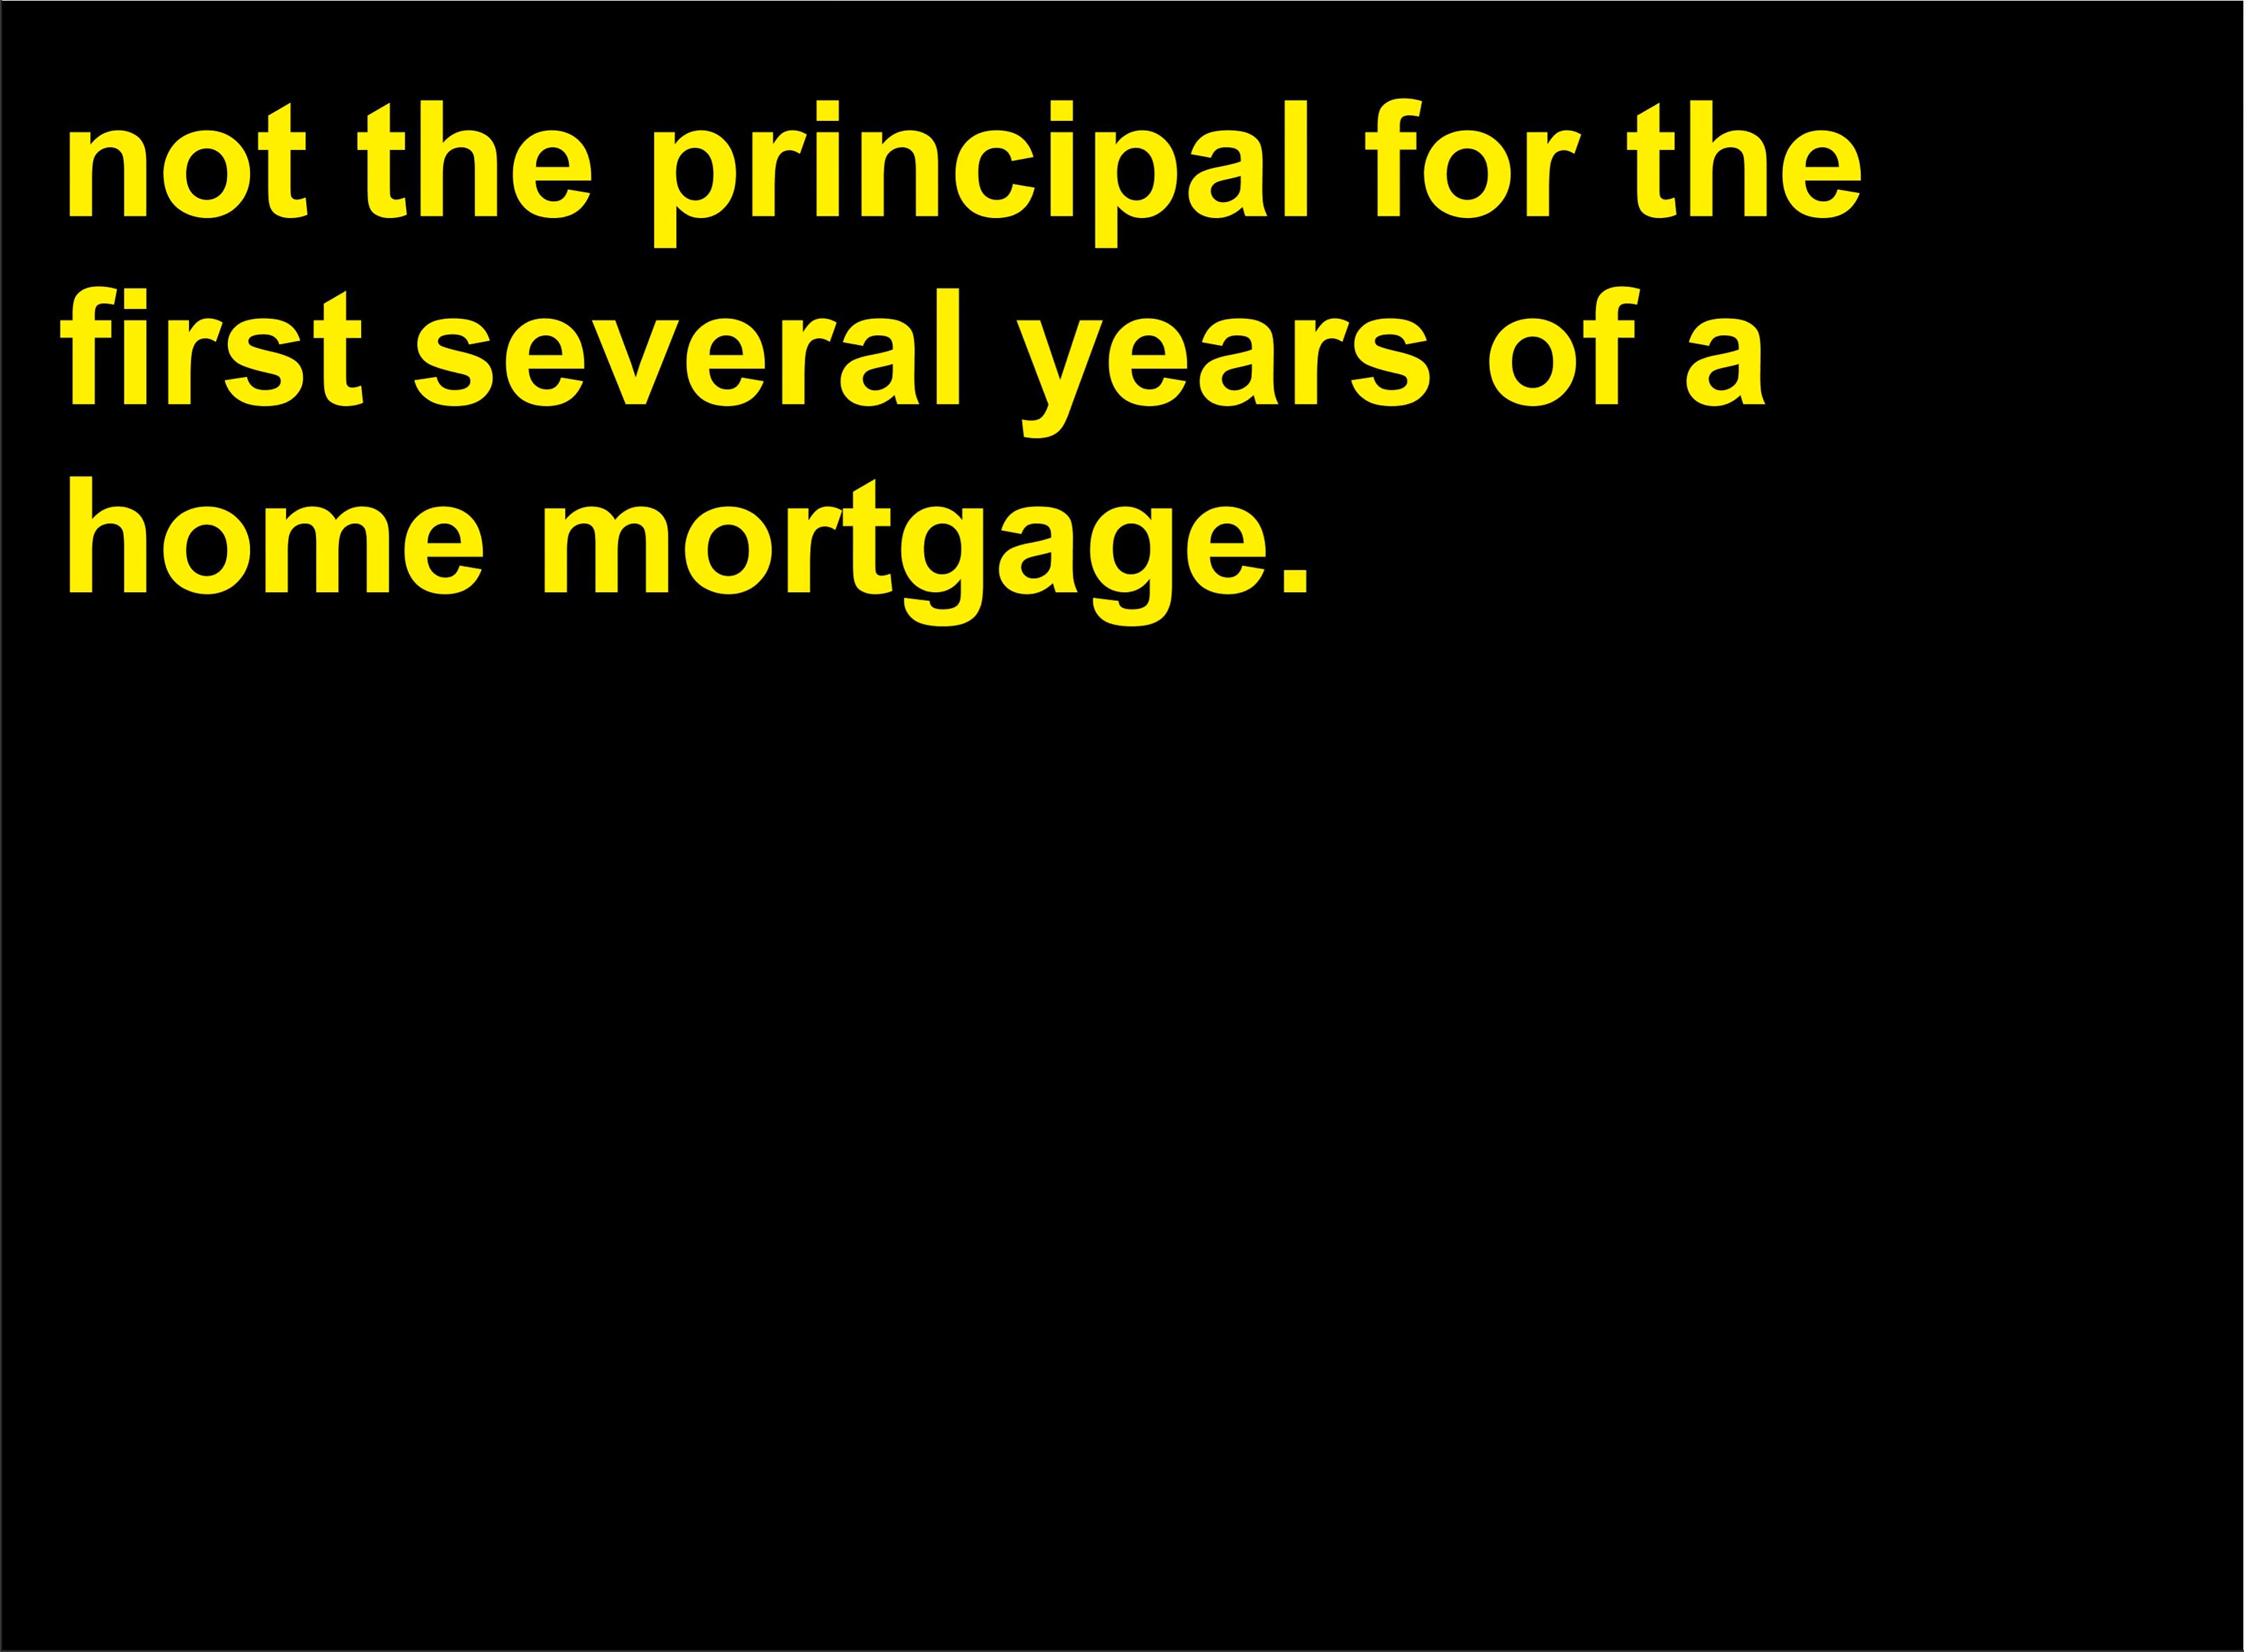 not the principal for the
first several years of a
home mortgage.